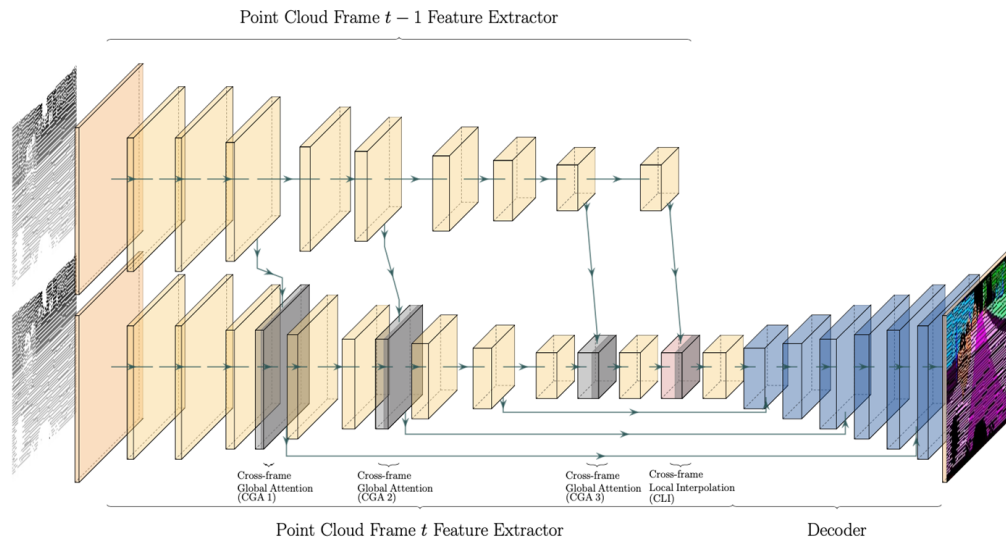 Point Cloud Frame t − 1 Feature Extractor
Cross-frame
Global Attention
(CGA 1)
Cross-frame
Global Attention
(CGA 2)
Cross-frame
Global Attention
(CGA 3)
Cross-frame
Local Interpolation
(CLI)
Point Cloud Frame t Feature Extractor
Decoder